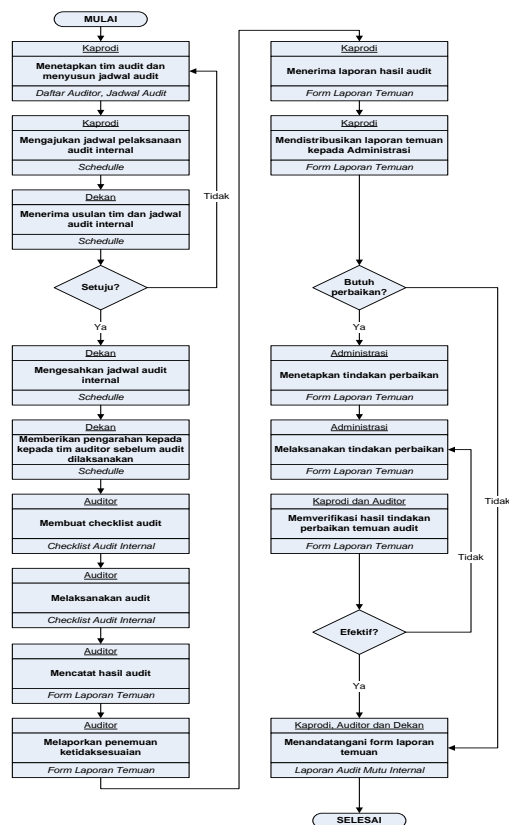 MULAI
Kaprodi
Menetapkan tim audit dan
menyusun jadwal audit
Daftar Auditor, Jadwal Audit
Kaprodi
Mengajukan jadwal pelaksanaan
audit internal
Schedulle
Dekan
Menerima usulan tim dan jadwal
audit internal
Schedulle
Tidak
Setuju?
Ya
Dekan
Mengesahkan jadwal audit
internal
Schedulle
Dekan
Memberikan pengarahan kepada
kepada tim auditor sebelum audit
dilaksanakan
Schedulle
Auditor
Membuat checklist audit
Checklist Audit Internal
Auditor
Melaksanakan audit
Checklist Audit Internal
Auditor
Mencatat hasil audit
Form Laporan Temuan
Auditor
Melaporkan penemuan
ketidaksesuaian
Form Laporan Temuan
Kaprodi
Menerima laporan hasil audit
Form Laporan Temuan
Kaprodi
Mendistribusikan laporan temuan
kepada Administrasi
Form Laporan Temuan
Butuh
perbaikan?
Ya
Administrasi
Menetapkan tindakan perbaikan
Form Laporan Temuan
Administrasi
Melaksanakan tindakan perbaikan
Form Laporan Temuan
Tidak
Kaprodi dan Auditor
Memverifikasi hasil tindakan
perbaikan temuan audit
Form Laporan Temuan
Tidak
Efektif?
Ya
Kaprodi, Auditor dan Dekan
Menandatangani form laporan
temuan
Laporan Audit Mutu Internal
SELESAI